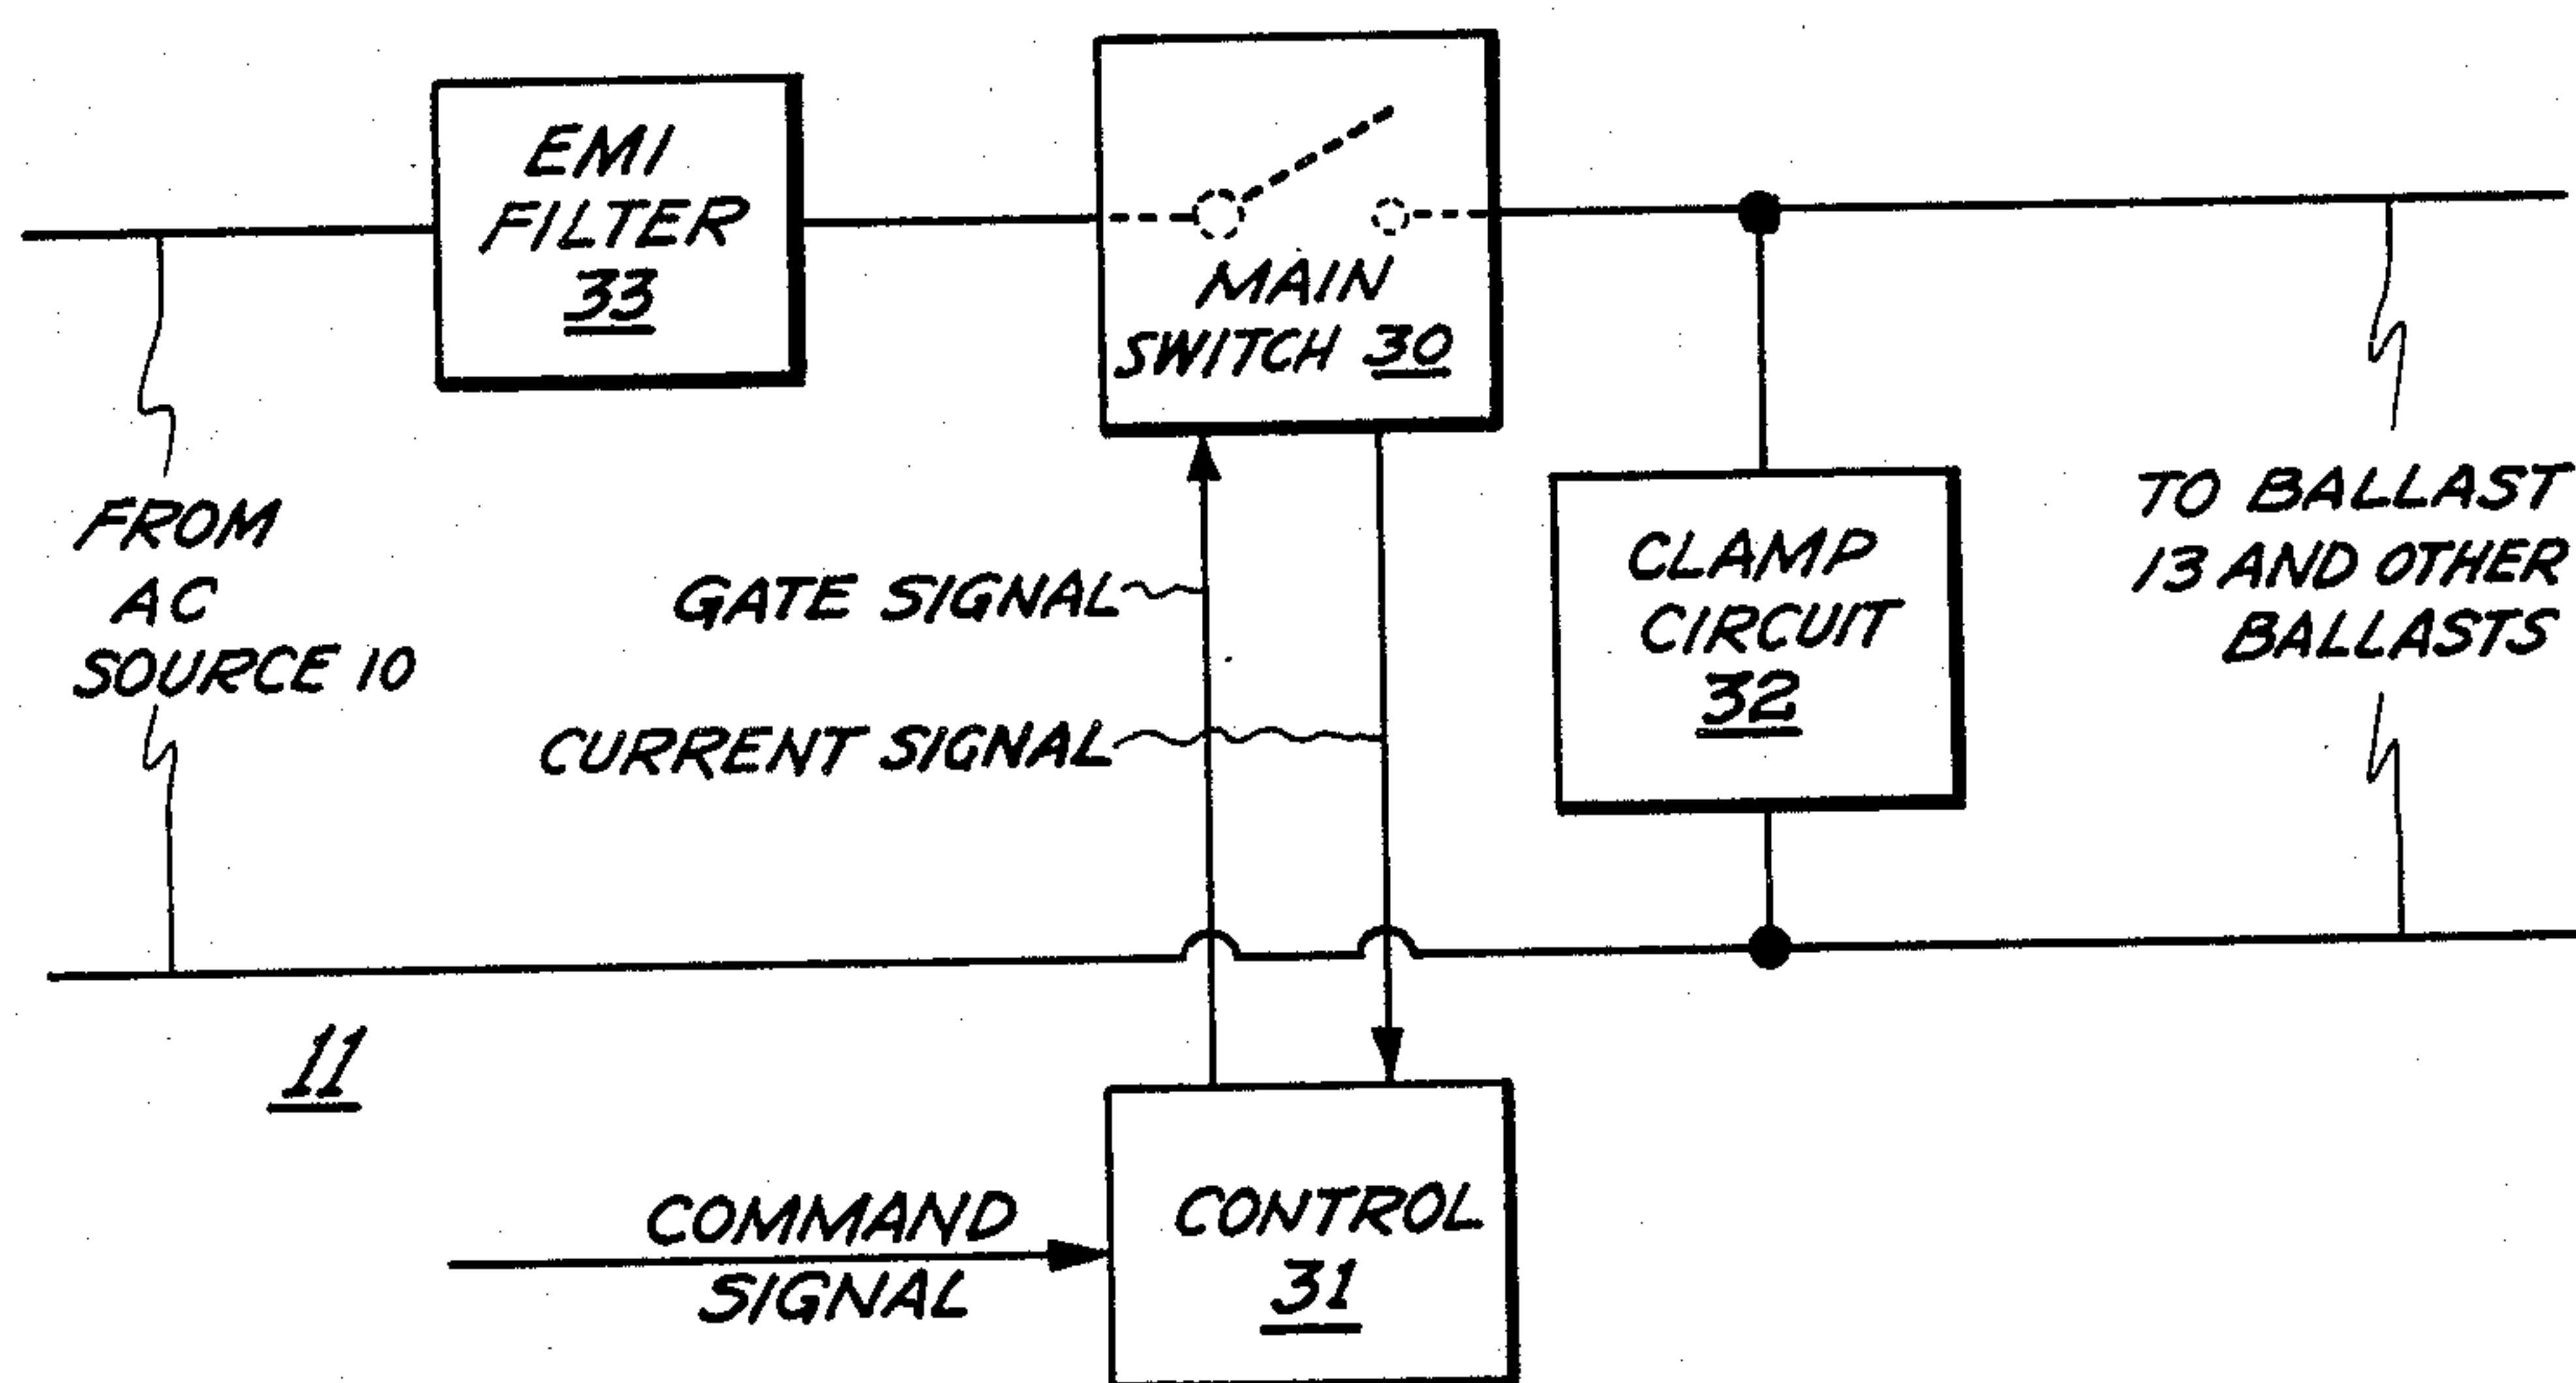 EMI
FILTER
33
MAIN
SWITCH 30
FROM
AC
SOURCE 10
GATE SIGNAL
CURRENT SIGNAL
CLAMP
CIRCUIT
32
TO BALLAST
13 AND OTHER
BALLASTS
11
COMMAND
SIGNAL
CONTROL
31